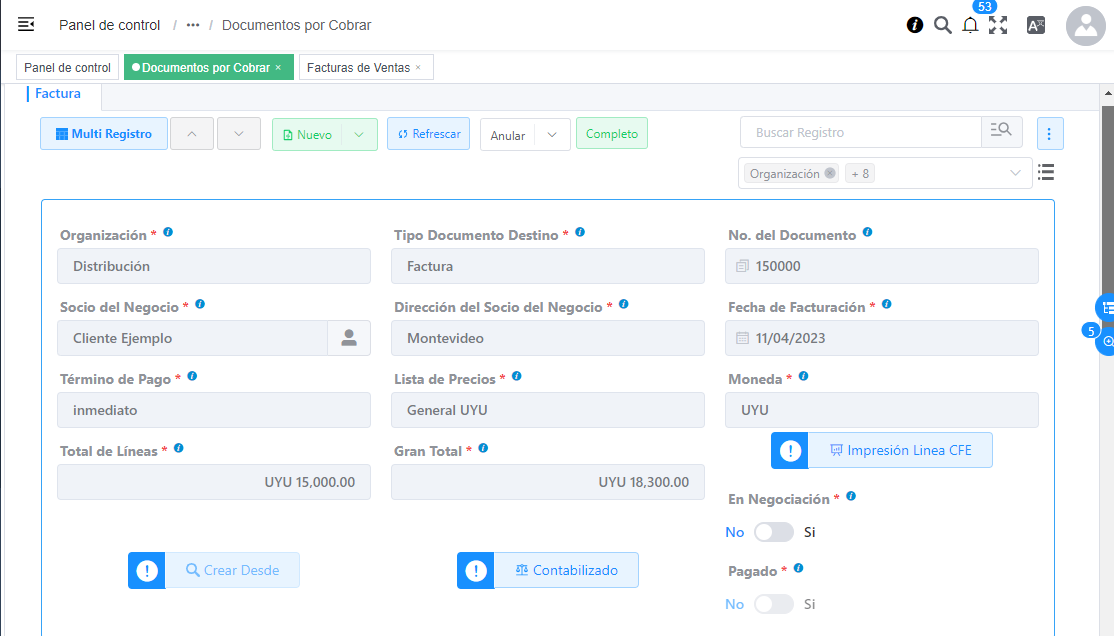 53
Panel de control / ••• / Documentos por Cobrar
Panel de control Documentos por Cobrar × Facturas de Ventas ×
Factura
Multi Registro Nuevo Refrescar Anular Completo Buscar Registro
Organización + 8
Organización * Tipo Documento Destino * No. del Documento
Distribución Factura 150000
Socio del Negocio * Dirección del Socio del Negocio * Fecha de Facturación *
Cliente Ejemplo Montevideo 11/04/2023
5
Término de Pago * Lista de Precios * Moneda *
inmediato General UYU UYU
Total de Líneas * Gran Total * ! Impresión Linea CFE
UYU 15,000.00 UYU 18,300.00
En Negociación *
No Si
! Crear Desde ! Contabilizado
Pagado *
No Si